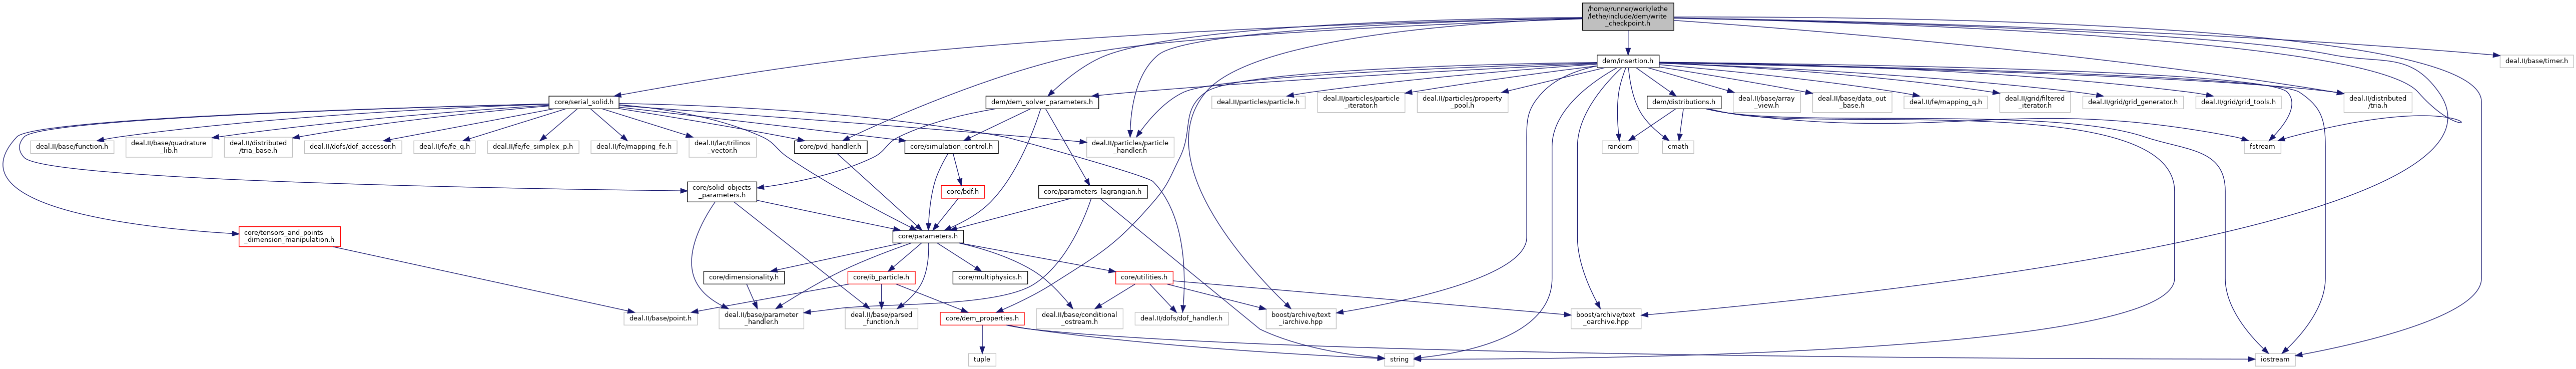 /home/runner/work/lethe
/lethe/include/dem/write
_checkpoint.h
dem/insertion.h
deal.II/base/timer.h
core/serial_solid.h
dem/dem_solver_parameters.h
deal.II/particles/particle.h
deal.II/particles/particle
_iterator.h
deal.II/particles/property
_pool.h
dem/distributions.h
deal.II/base/array
_view.h
deal.II/base/data_out
_base.h
deal.II/fe/mapping_q.h
deal.II/grid/filtered
_iterator.h
deal.II/grid/grid_generator.h
deal.II/grid/grid_tools.h
deal.II/distributed
/tria.h
deal.II/base/function.h
deal.II/base/quadrature
_lib.h
deal.II/distributed
/tria_base.h
deal.II/dofs/dof_accessor.h
deal.II/fe/fe_q.h
deal.II/fe/fe_simplex_p.h
deal.II/fe/mapping_fe.h
deal.II/lac/trilinos
_vector.h
core/pvd_handler.h
core/simulation_control.h
deal.II/particles/particle
_handler.h
random
cmath
fstream
core/solid_objects
_parameters.h
core/bdf.h
core/parameters_lagrangian.h
core/tensors_and_points
_dimension_manipulation.h
core/parameters.h
core/dimensionality.h
core/ib_particle.h
core/multiphysics.h
core/utilities.h
deal.II/base/point.h
deal.II/base/parameter
_handler.h
deal.II/base/parsed
_function.h
core/dem_properties.h
deal.II/base/conditional
_ostream.h
deal.II/dofs/dof_handler.h
boost/archive/text
_iarchive.hpp
boost/archive/text
_oarchive.hpp
tuple
string
iostream